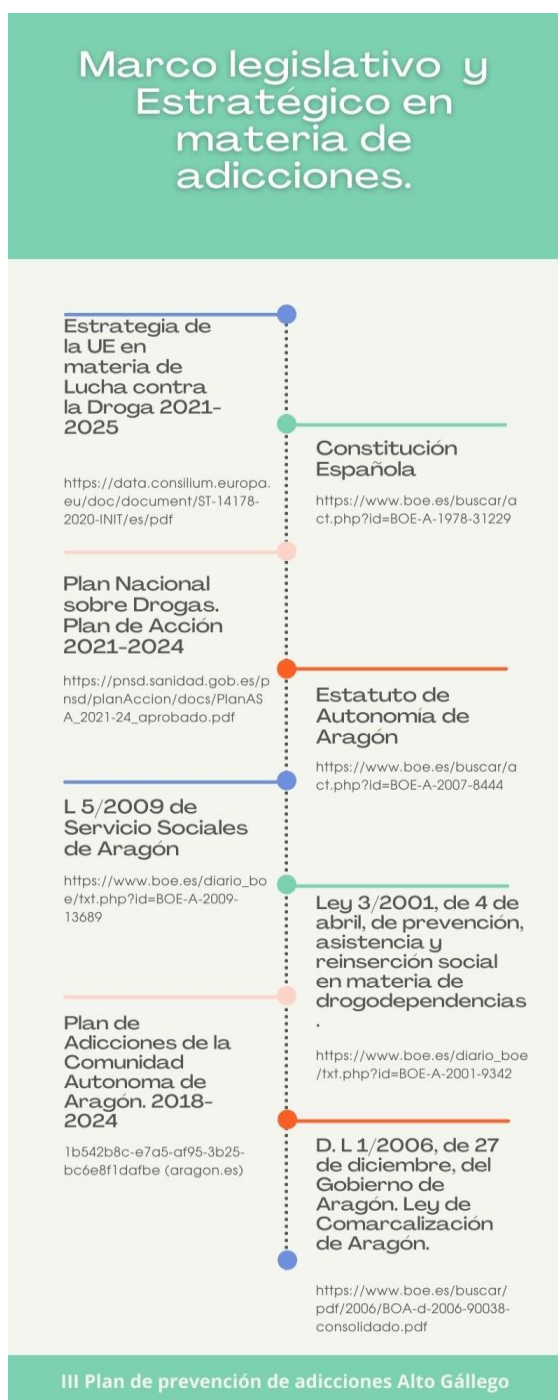 Marco legislativo y
Estratégico en
materia de
adicciones.
Estrategia de
la UE en
materia de
Lucha contra
la Droga 2021-
2025
https://data.consilium.europa.
eu/doc/document/ST-14178-
2020-INIT/es/pdf
Constitución
Española
https://www.boe.es/buscar/a
ct.php?id=BOE-A-1978-31229
Plan Nacional
sobre Drogas.
Plan de Acción
2021-2024
https://pnsd.sanidad.gob.es/p
nsd/planAccion/docs/PlanAS
A_2021-24_aprobado.pdf
Estatuto de
Autonomía de
Aragón
https://www.boe.es/buscar/a
ct.php?id=BOE-A-2007-8444
L 5/2009 de
Servicio Sociales
de Aragón
https://www.boe.es/diario_bo
e/txt.php?id=BOE-A-2009-
13689
Ley 3/2001, de 4 de
abril, de prevención,
asistencia y
reinserción social
en materia de
drogodependencias
.
https://www.boe.es/diario_boe
/txt.php?id=BOE-A-2001-9342
Plan de
Adicciones de la
Comunidad
Autonoma de
Aragón. 2018-
2024
1b542b8c-e7a5-af95-3b25-
bc6e8f1dafbe (aragon.es)
D. L 1/2006, de 27
de diciembre, del
Gobierno de
Aragón. Ley de
Comarcalización
de Aragón.
https://www.boe.es/buscar/
pdf/2006/BOA-d-2006-90038-
consolidado.pdf
III Plan de prevención de adicciones Alto Gállego